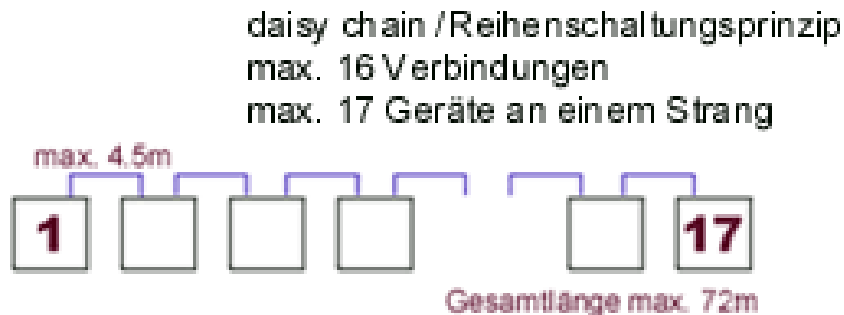 daisy chain / Reihenschaltungsprinzip
max. 16 Verbindungen
max. 17 Geräte an einem Strang
max. 4.5m
1
17
Gesamtlänge max. 72m